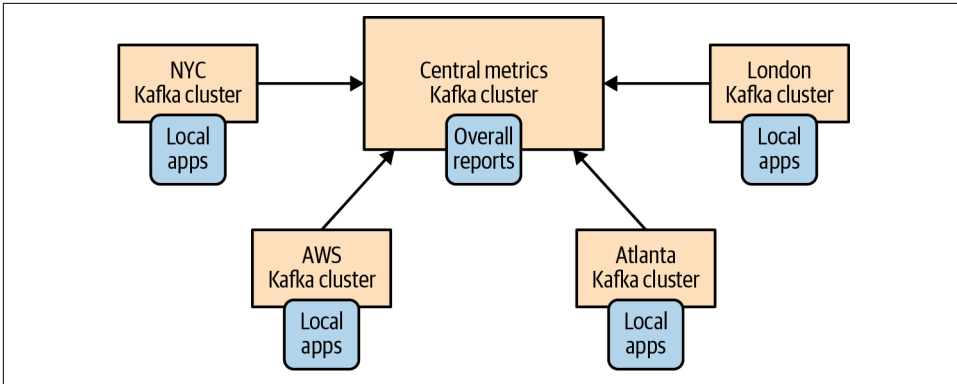 NYC
Kafka cluster
Local
apps
Central metrics
Kafka cluster
Overall
reports
London
Kafka cluster
Local
apps
AWS
Kafka cluster
Local
apps
Atlanta
Kafka cluster
Local
apps